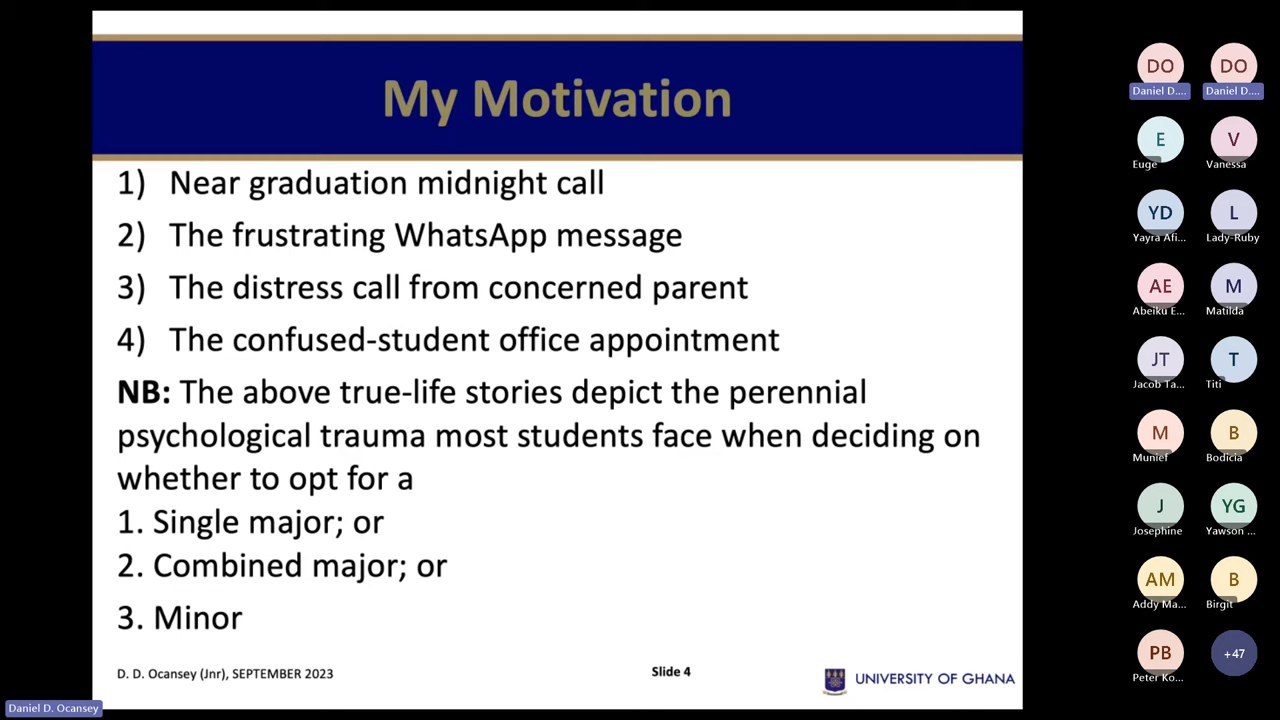 My Motivation
1) Near graduation midnight call
2) The frustrating WhatsApp message
3) The distress call from concerned parent
4) The confused-student office appointment
NB: The above true-life stories depict the perennial
psychological trauma most students face when deciding on
whether to opt for a
1. Single major; or
2. Combined major; or
3. Minor
D. D. Ocansey (Jnr), SEPTEMBER 2023
Slide 4
UNIVERSITY OF GHANA
Daniel D. Ocansey
DO
DO
Daniel D....
Daniel D....
E
V
Euge
Vanessa
YD
L
Yayra Afi...
Lady-Ruby
AE
M
Abeiku E...
Matilda
JT
T
Jacob Ta...
Titi
M
B
Munief
Bodicia
J
YG
Josephine
Yawson ...
AM
B
Addy Ma...
Birgit
PB
+47
Peter Ko...